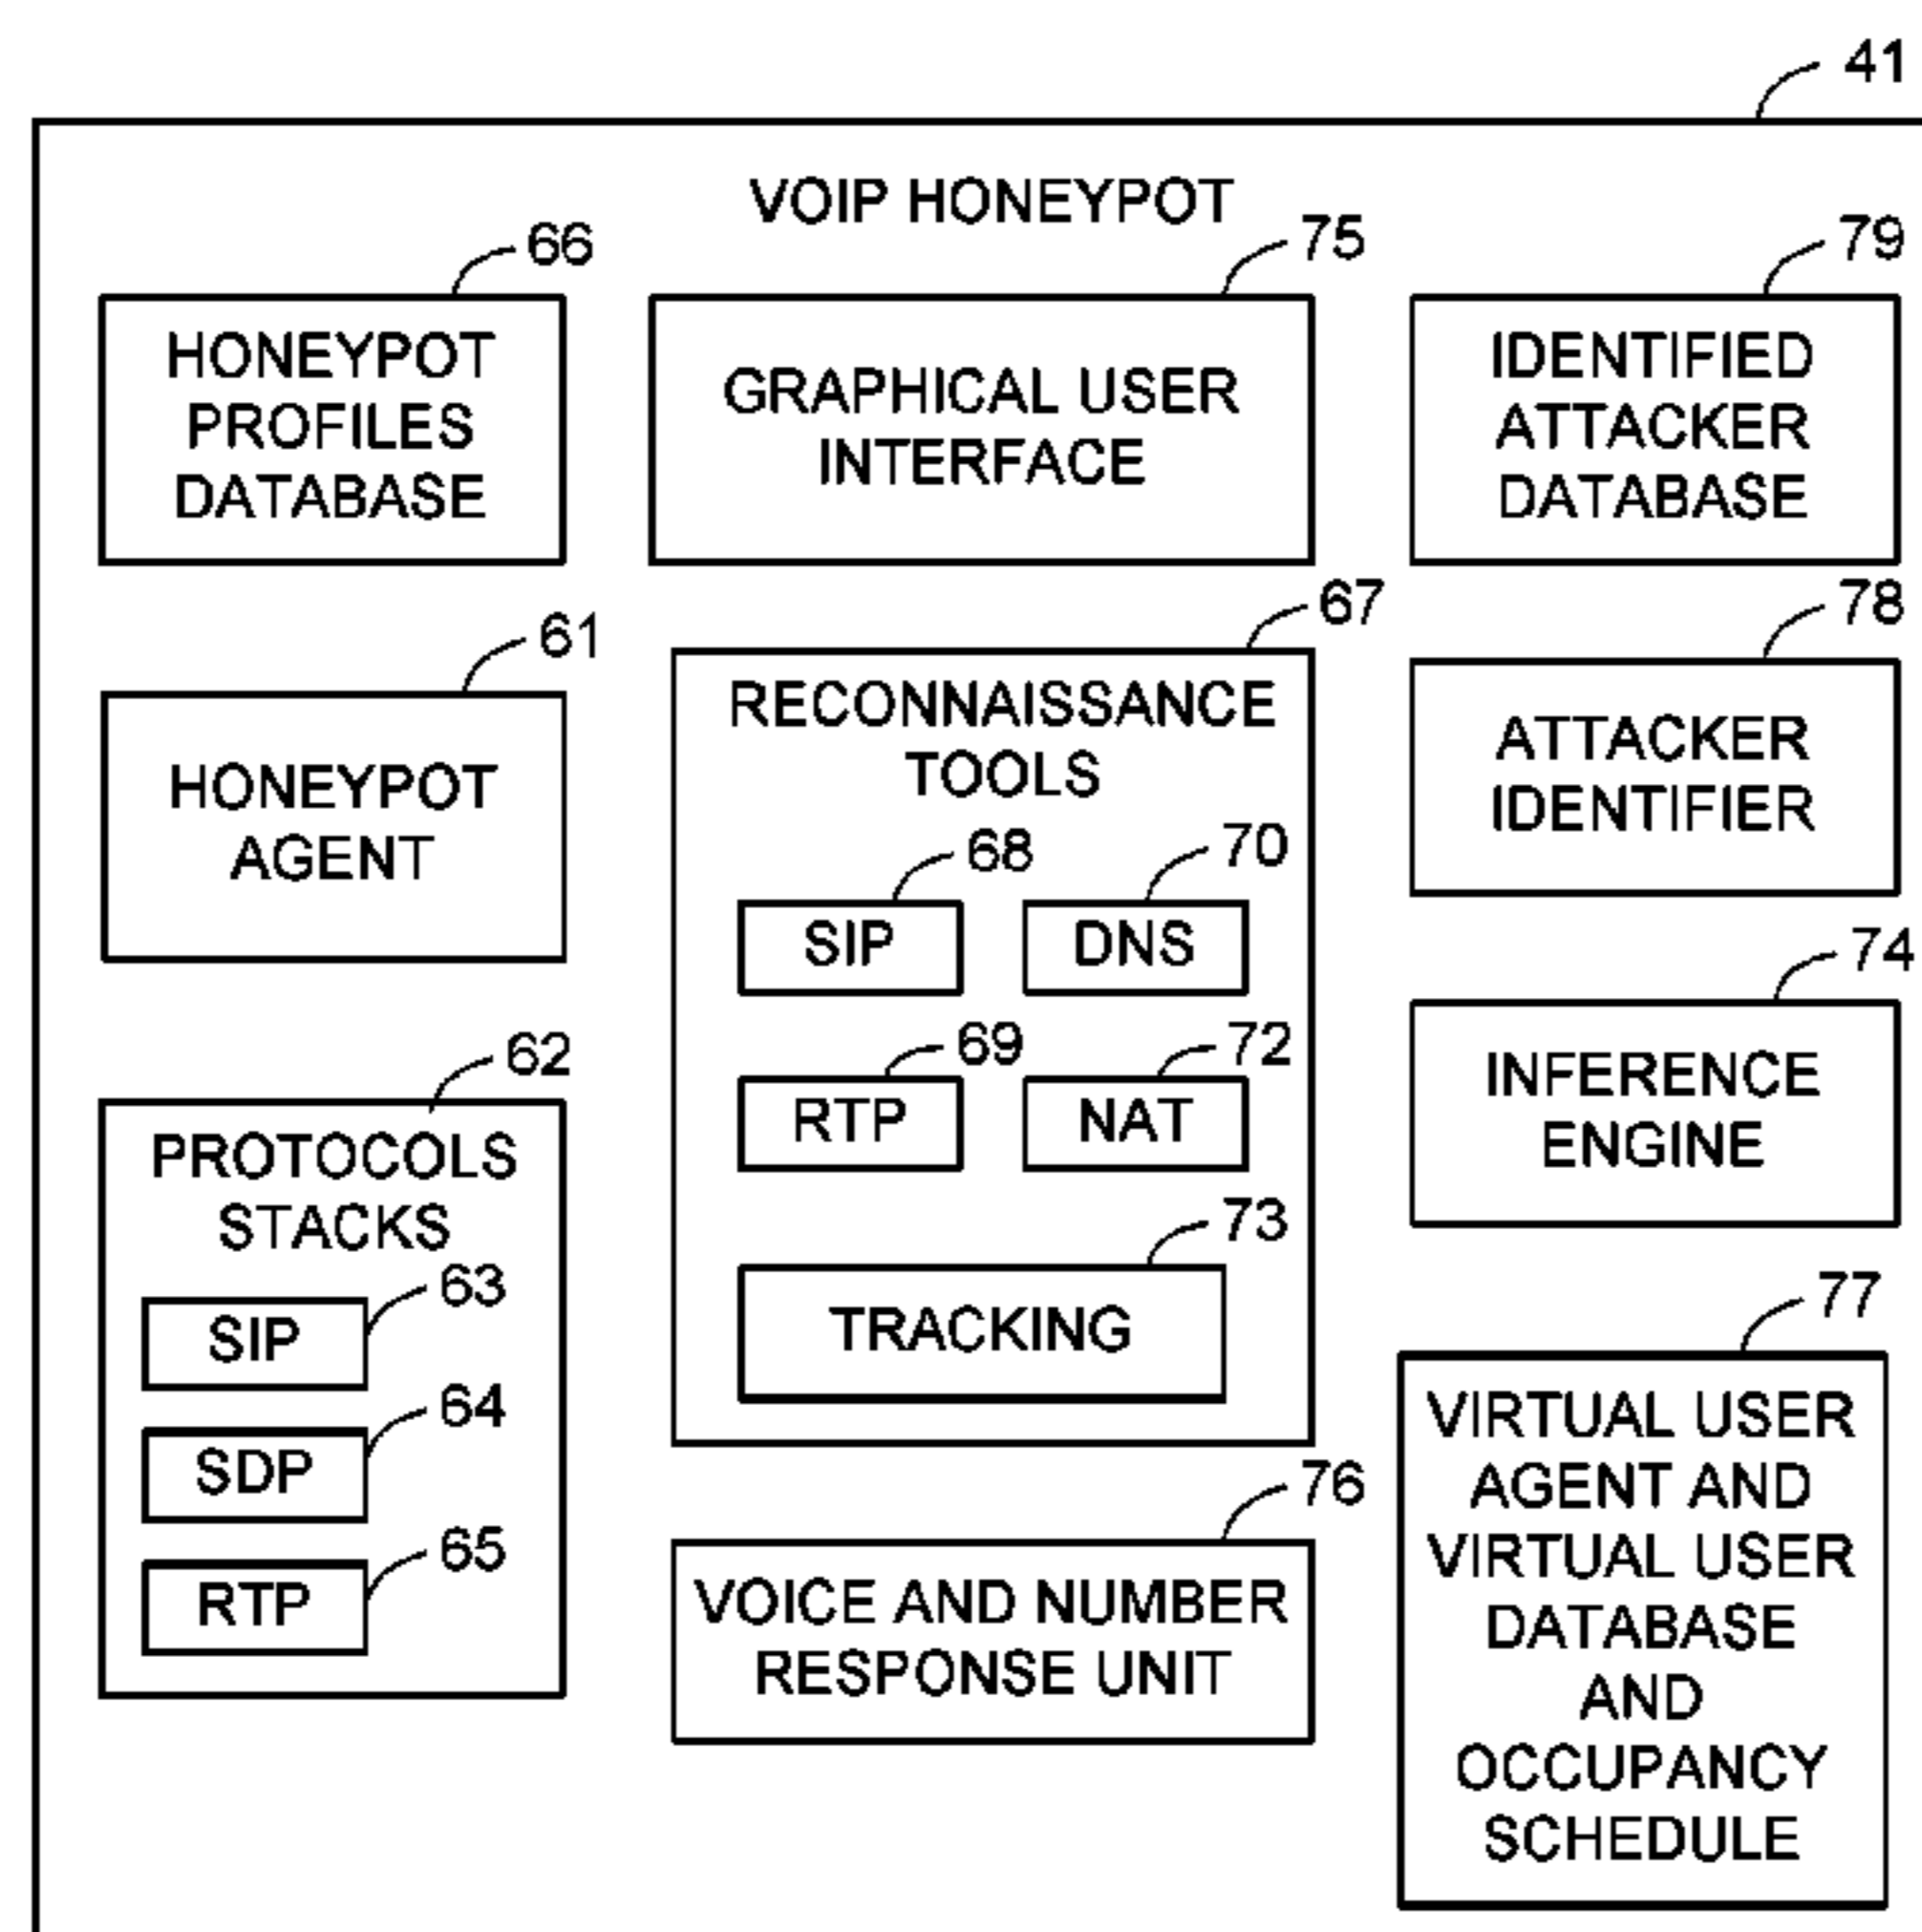 41
VOIP HONEYPOT
66
HONEYPOT
PROFILES
DATABASE
75
GRAPHICAL USER
INTERFACE
79
IDENTIFIED
ATTACKER
DATABASE
61
HONEYPOT
AGENT
67
RECONNAISSANCE
TOOLS
68
SIP
70
DNS
69
RTP
72
NAT
73
TRACKING
78
ATTACKER
IDENTIFIER
74
INFERENCE
ENGINE
62
PROTOCOLS
STACKS
63
SIP
64
SDP
65
RTP
76
VOICE AND NUMBER
RESPONSE UNIT
77
VIRTUAL USER
AGENT AND
VIRTUAL USER
DATABASE
AND
OCCUPANCY
SCHEDULE